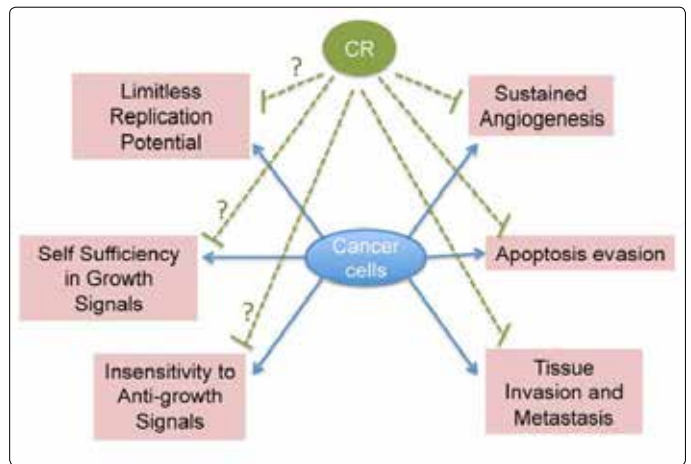 CR
?
Limitless
Replication
Potential
Sustained
Angiogenesis
?
Self Sufficiency
in Growth
Signals
Cancer
cells
Apoptosis evasion
?
Insensitivity to
Anti-growth
Signals
Tissue
Invasion and
Metastasis